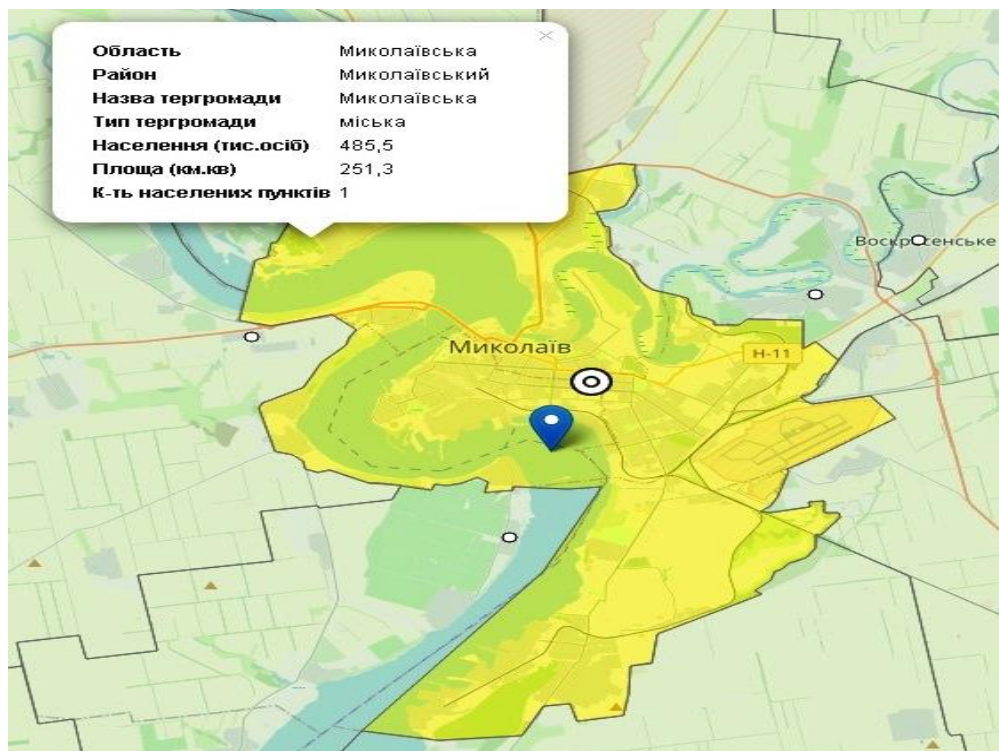 Область Миколаївська
Район Миколаївський
Назва тергромади Миколаївська
Тип тергромади міська
Населення (тис.осіб) 485,5
Площа (км.кв) 251,3
К-ть населених пунктів 1
Воскресенське
Миколаїв
Н-11